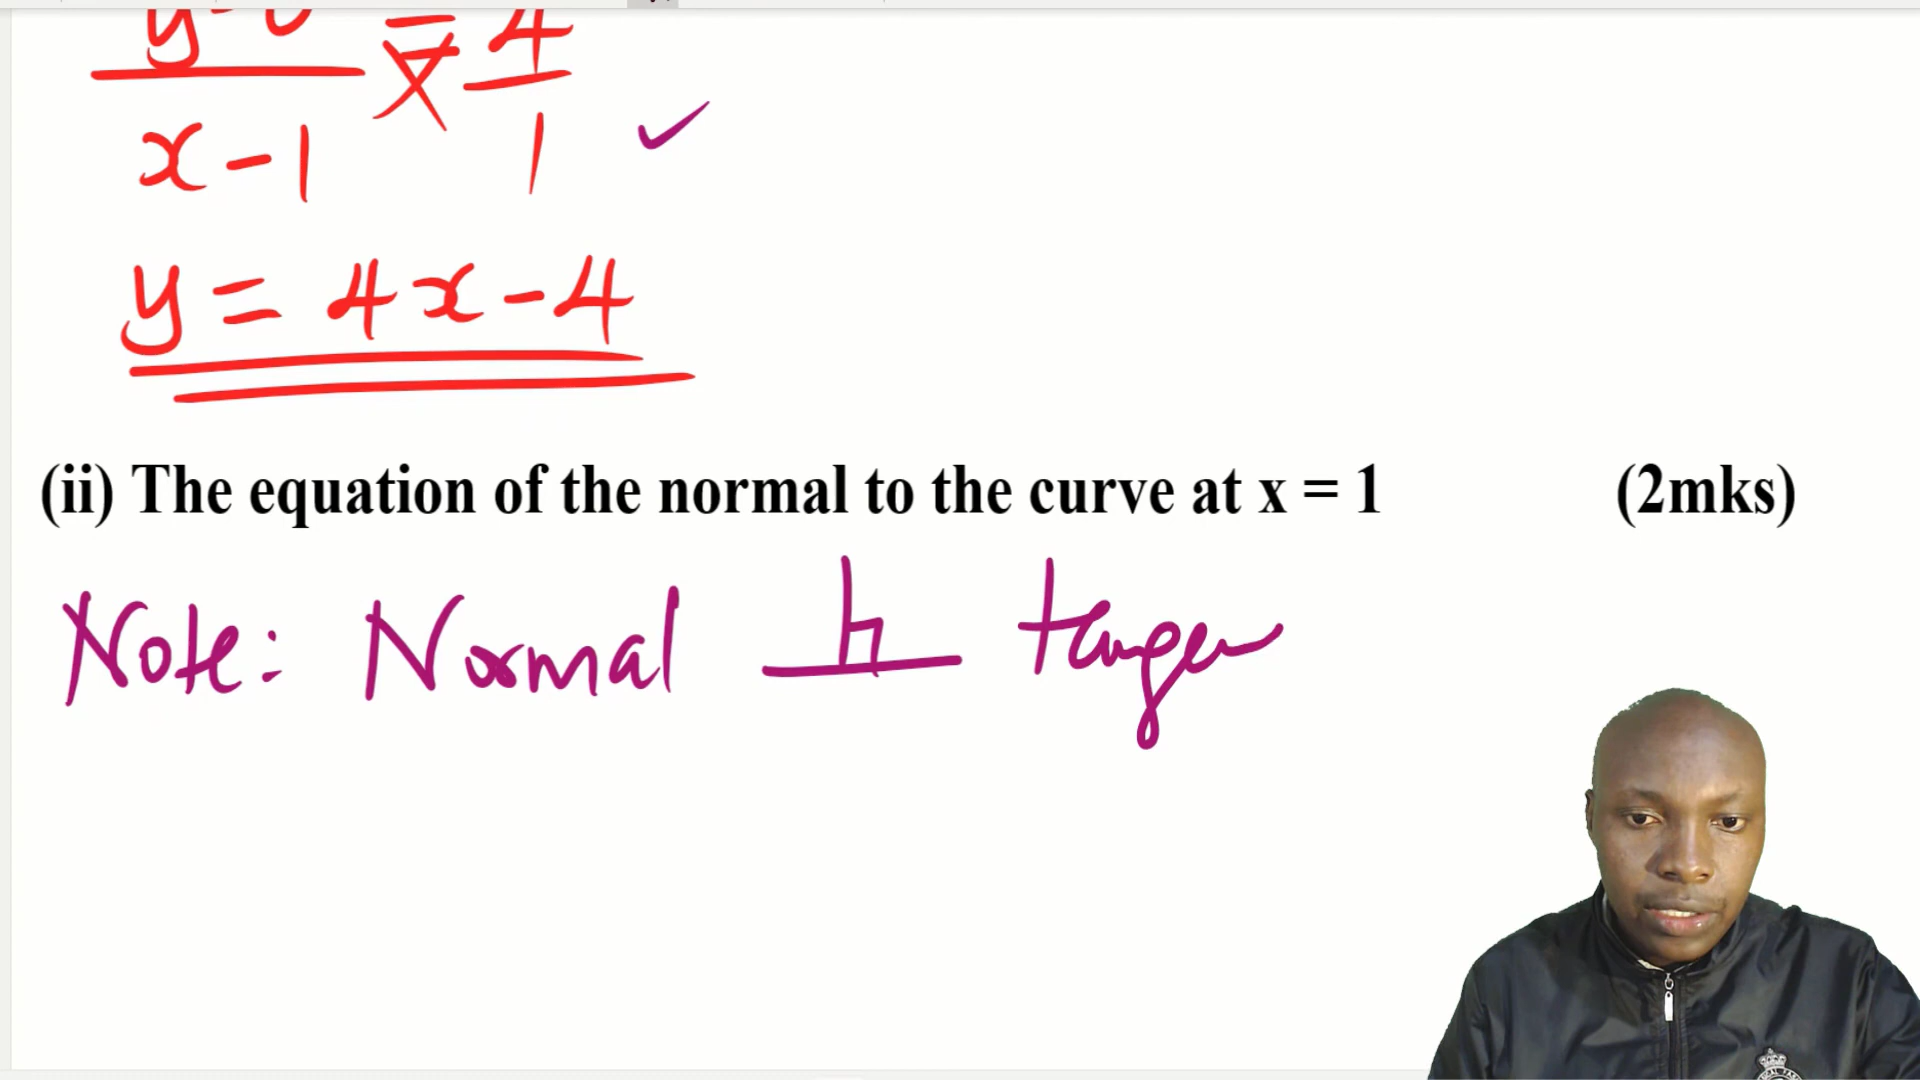 y-0 = 4
x-1 1
y = 4x-4
(ii) The equation of the normal to the curve at x = 1 (2mks)
Note: Normal ⊥ tangen